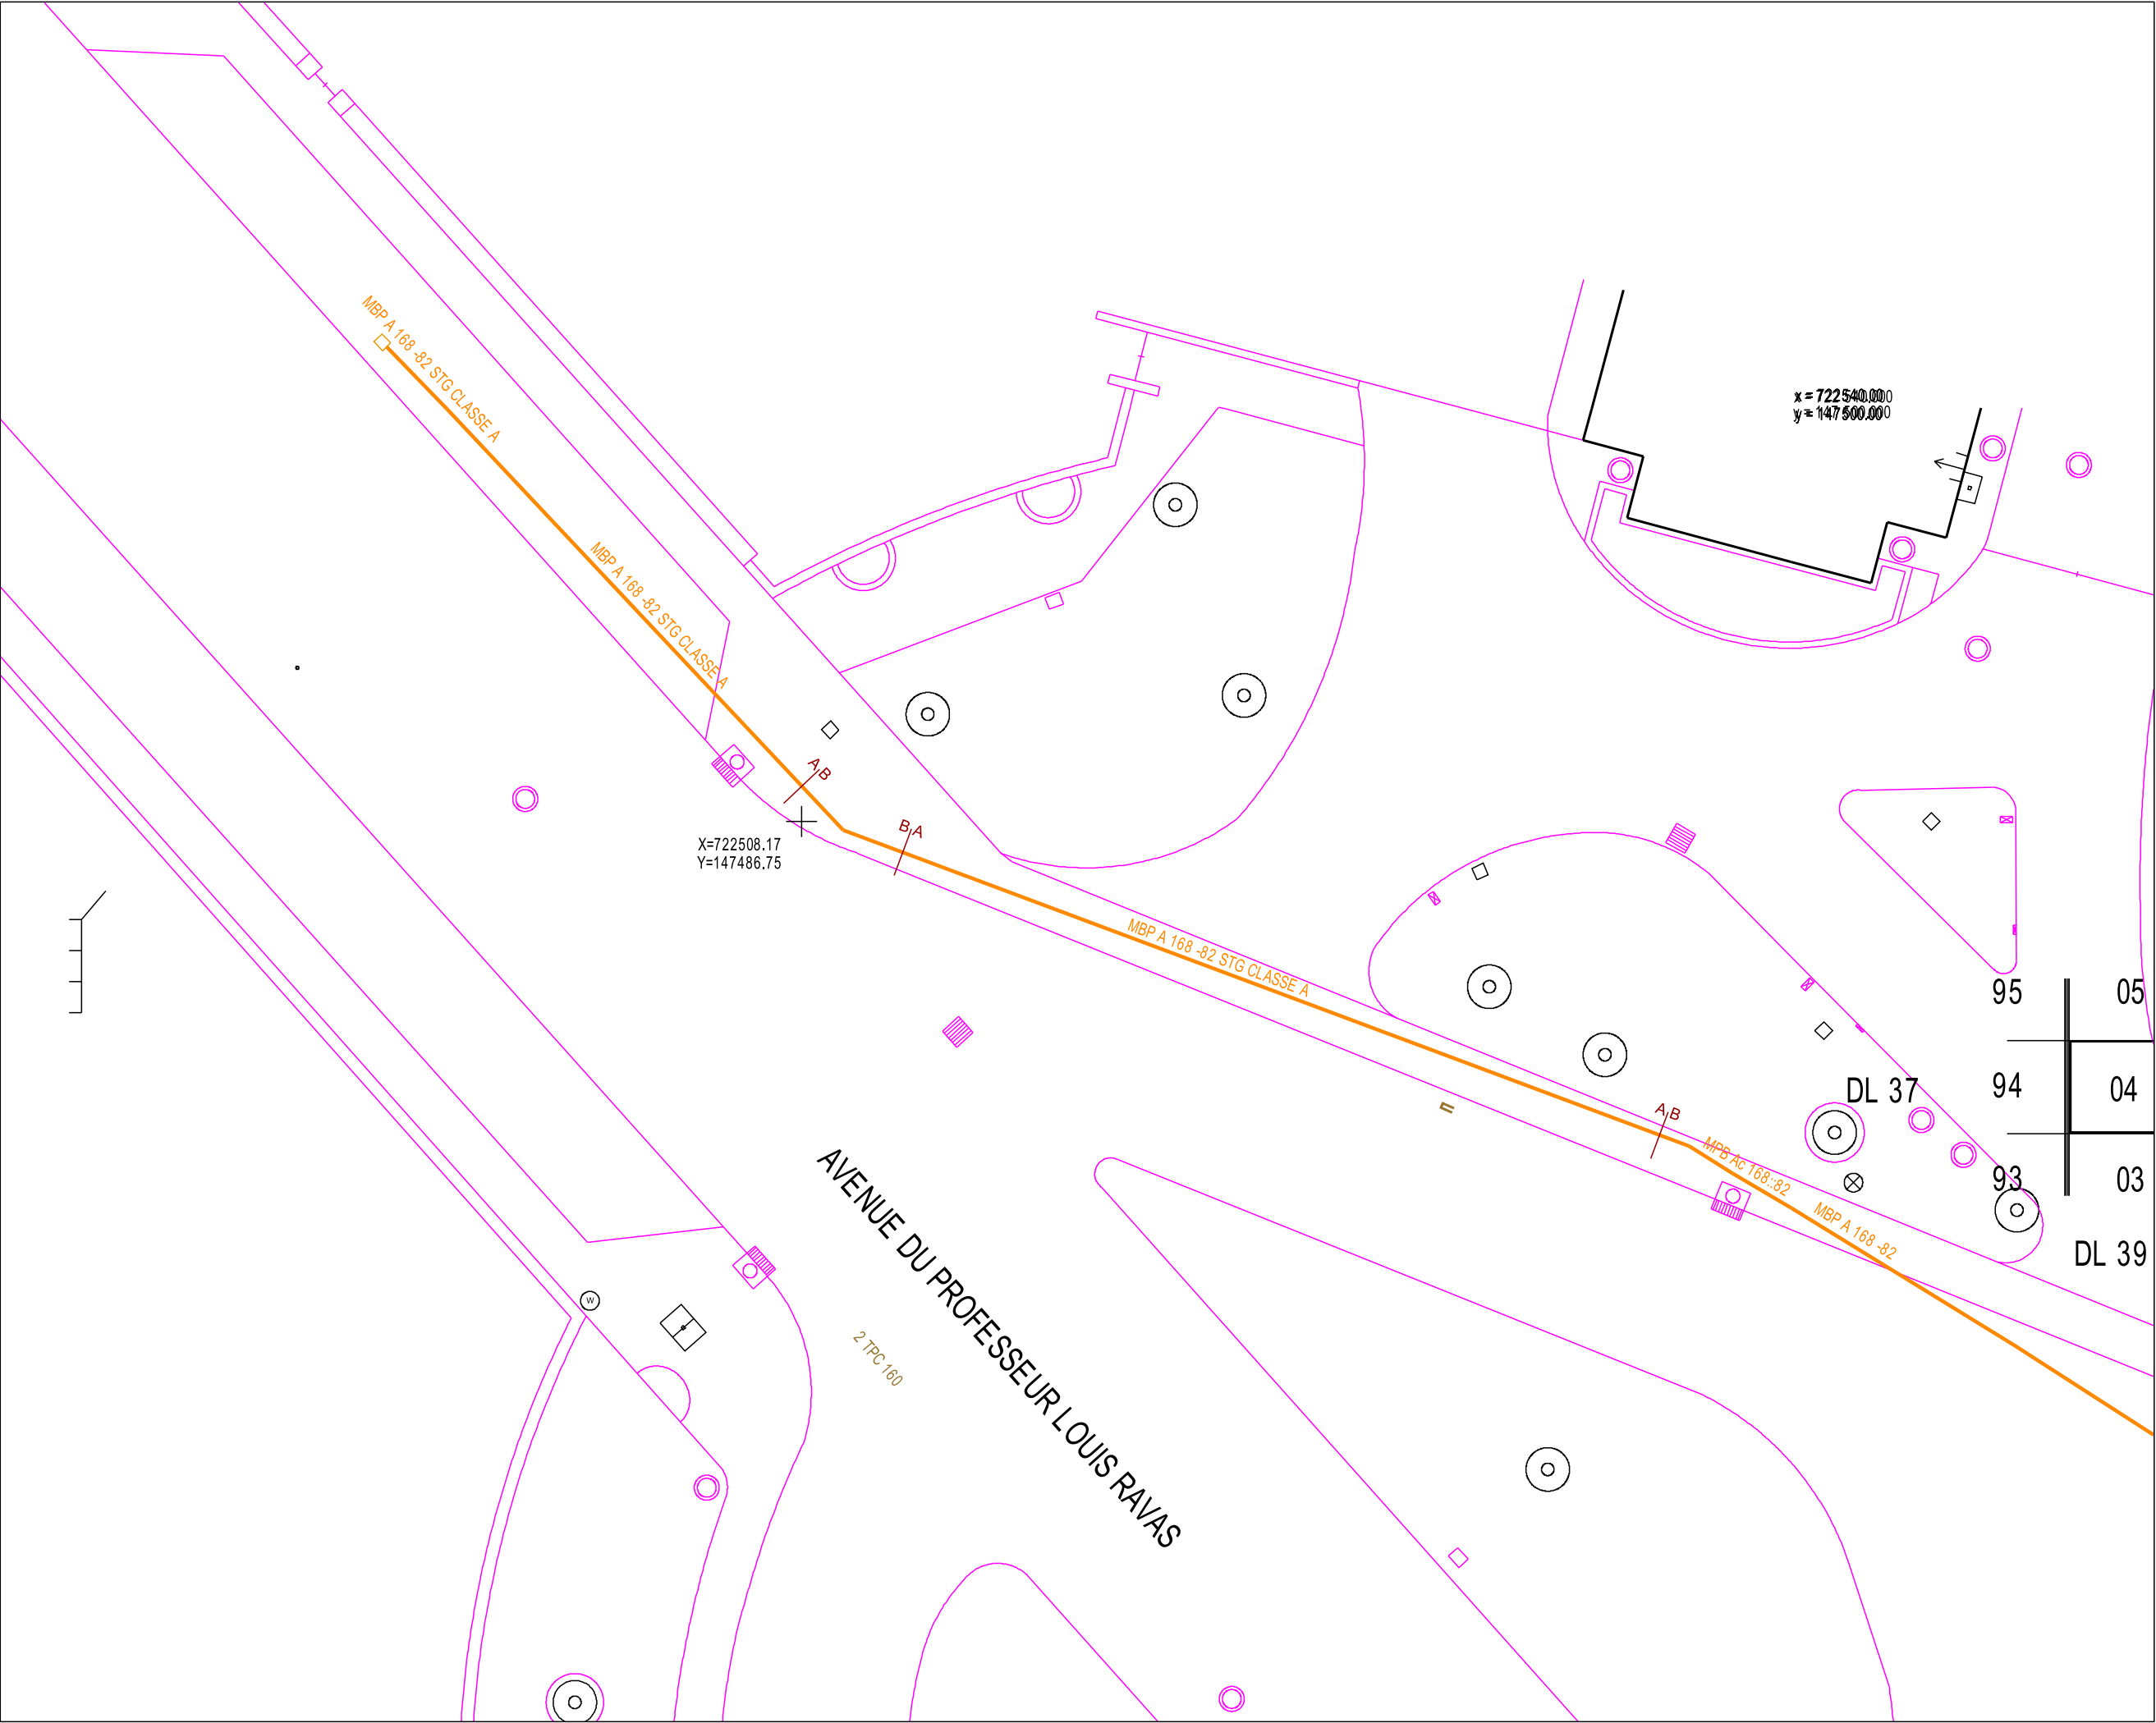 MBP A 168 -82 STG CLASSE A
x = 722540.00
y = 147500.00
MBP A 168 -82 STG CLASSE A
A B
B A
X=722508.17
Y=147486.75
MBP A 168 -82 STG CLASSE A
95 05
DL 37
94 04
A B
MPB Ac 168::82
93 03
MBP A 168 -82
DL 39
AVENUE DU PROFESSEUR LOUIS RAVAS
W
2 TPC 160